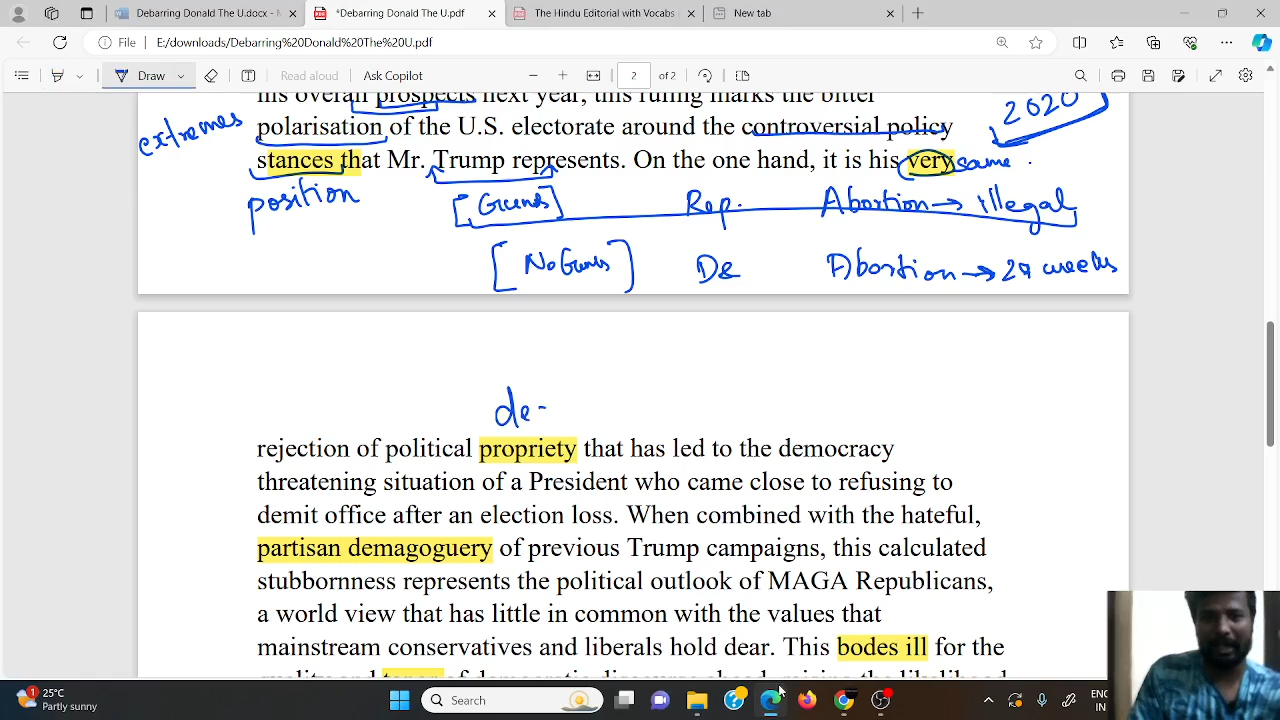 Debarring Donald The U.docx -
*Debarring Donald The U.pdf
The Hindu Editorial with Vocabs
New tab
File E:/downloads/Debarring%20Donald%20The%20U.pdf
Draw
Read aloud
Ask Copilot
2 of 2
his overall prospects next year, this ruling marks the bitter
2020
extremes
polarisation of the U.S. electorate around the controversial policy
stances that Mr. Trump represents. On the one hand, it is his very same
position [Guns] Rep. Abortion → illegal
[No Guns] De Abortion → weeks
de-
rejection of political propriety that has led to the democracy
threatening situation of a President who came close to refusing to
demit office after an election loss. When combined with the hateful,
partisan demagoguery of previous Trump campaigns, this calculated
stubbornness represents the political outlook of MAGA Republicans,
a world view that has little in common with the values that
mainstream conservatives and liberals hold dear. This bodes ill for the
25°C
Partly sunny
Search
ENG
IN